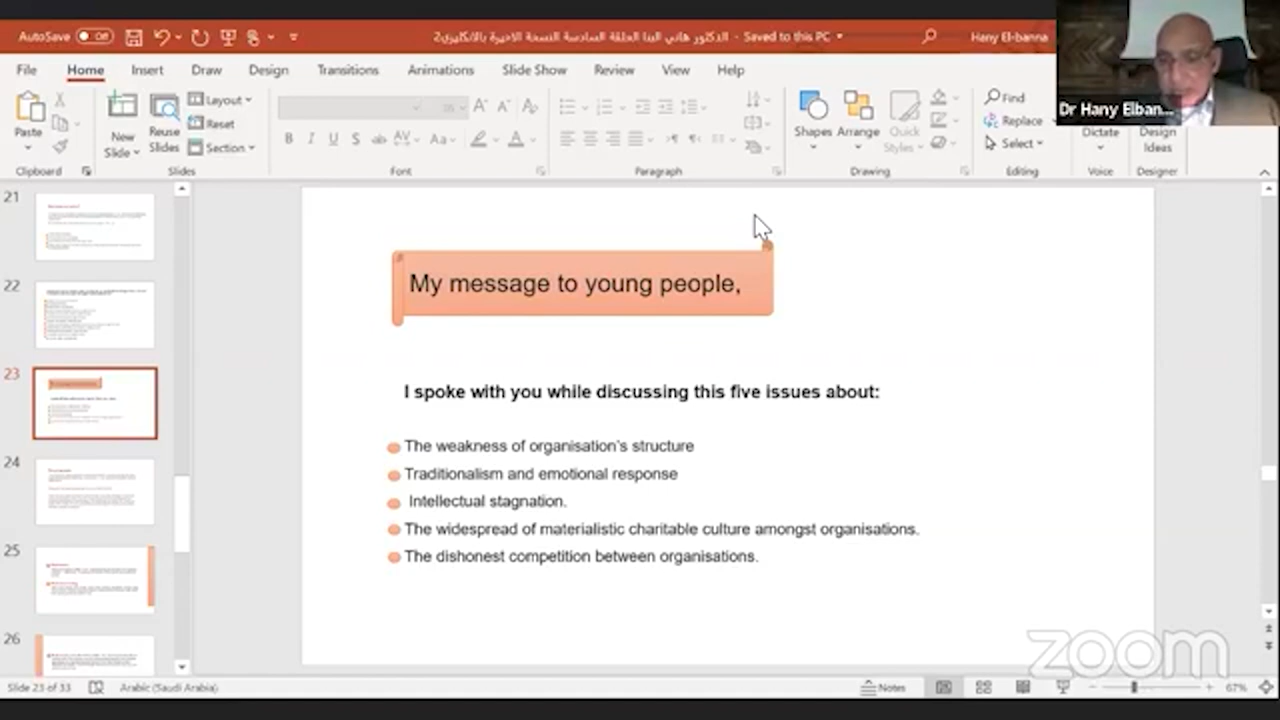 AutoSave Off
الدكتور هاني البنا الحلقة السادسة النسخة الاخيرة بالانكليزي2 - Saved to this PC
Hany El-banna
File Home Insert Draw Design Transitions Animations Slide Show Review View Help
Paste
New Slide
Reuse Slides
Layout
Reset
Section
Shapes
Arrange
Quick Styles
Find
Replace
Select
Dictate
Design Ideas
Clipboard Slides Font Paragraph Drawing Editing Voice Designer
Dr Hany Elban...
21
22
23
24
25
26
My message to young people,
I spoke with you while discussing this five issues about:
The weakness of organisation's structure
Traditionalism and emotional response
Intellectual stagnation.
The widespread of materialistic charitable culture amongst organisations.
The dishonest competition between organisations.
zoom
Slide 23 of 33 Arabic (Saudi Arabia) Notes 67%